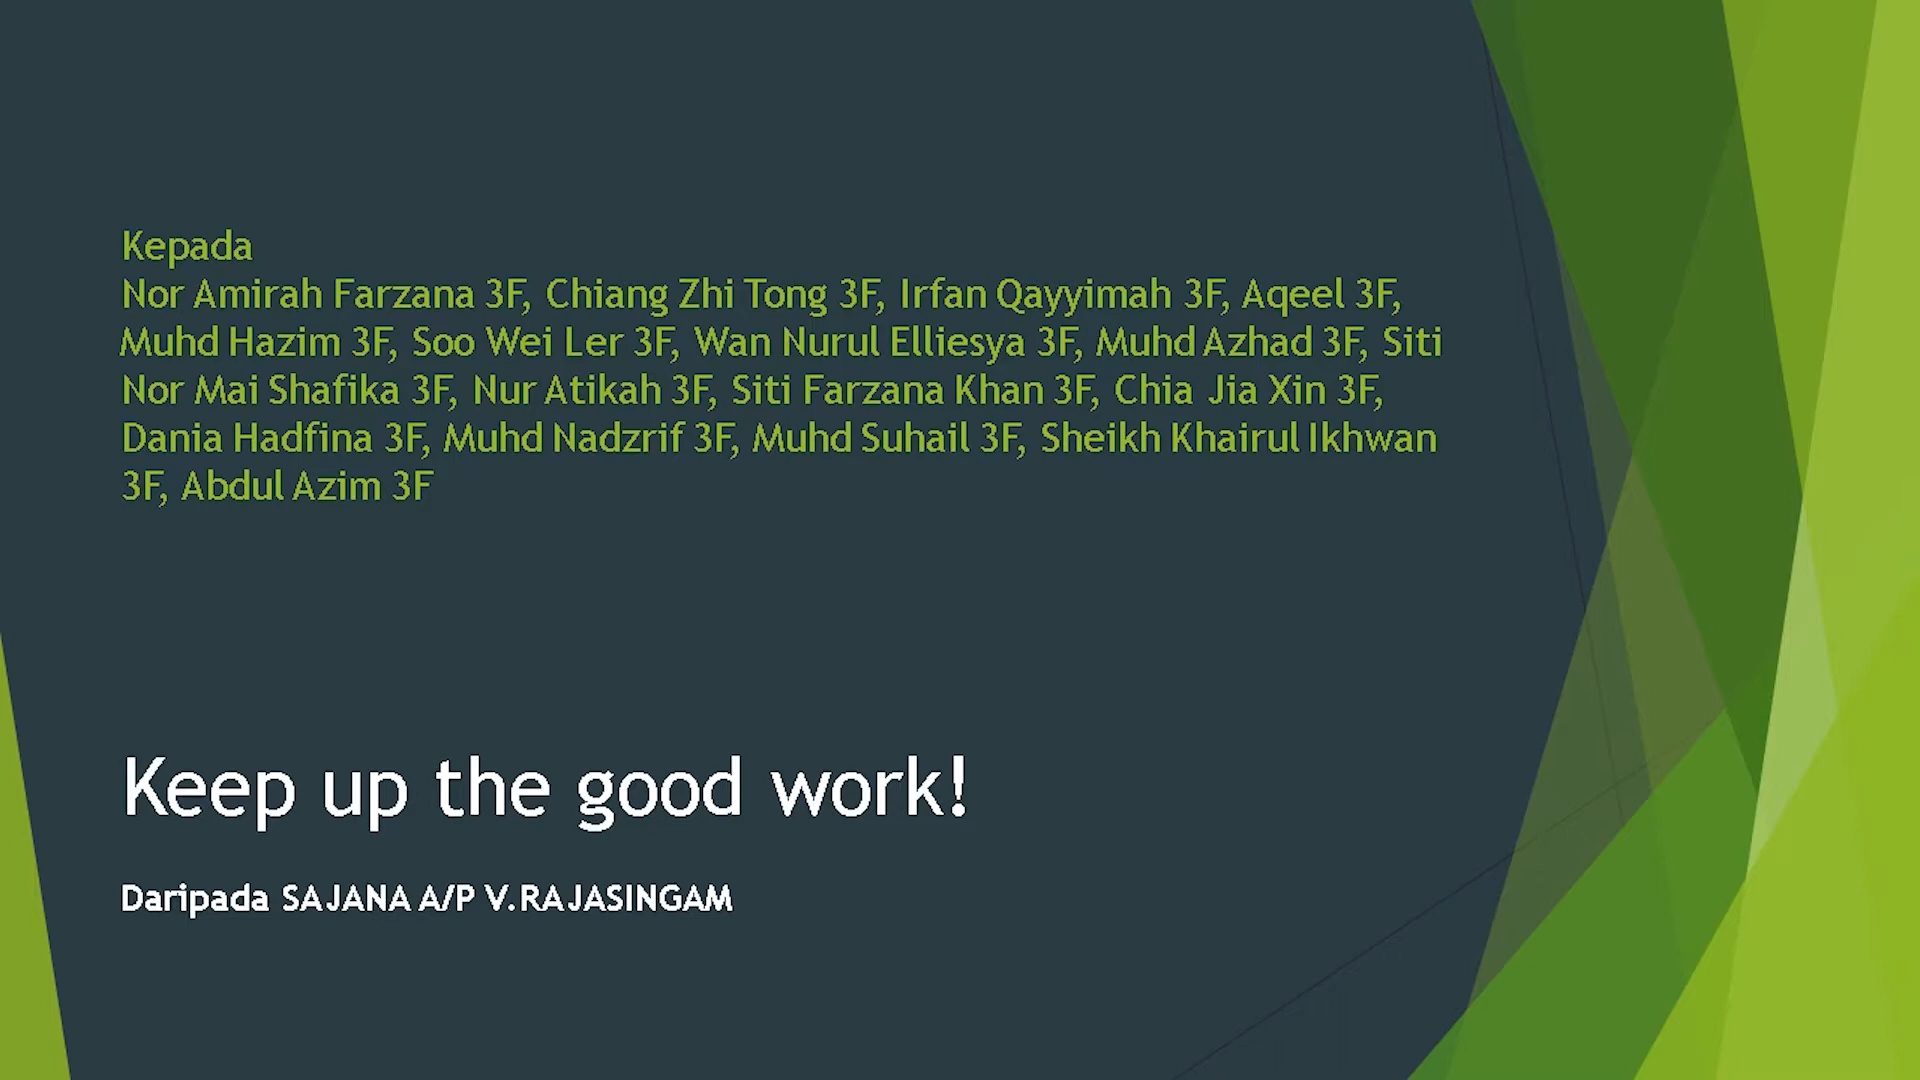 Kepada
Nor Amirah Farzana 3F, Chiang Zhi Tong 3F, Irfan Qayyimah 3F, Aqeel 3F,
Muhd Hazim 3F, Soo Wei Ler 3F, Wan Nurul Elliesya 3F, Muhd Azhad 3F, Siti
Nor Mai Shafika 3F, Nur Atikah 3F, Siti Farzana Khan 3F, Chia Jia Xin 3F,
Dania Hadfina 3F, Muhd Nadzrif 3F, Muhd Suhail 3F, Sheikh Khairul Ikhwan
3F, Abdul Azim 3F
Keep up the good work!
Daripada SAJANA A/P V.RAJASINGAM